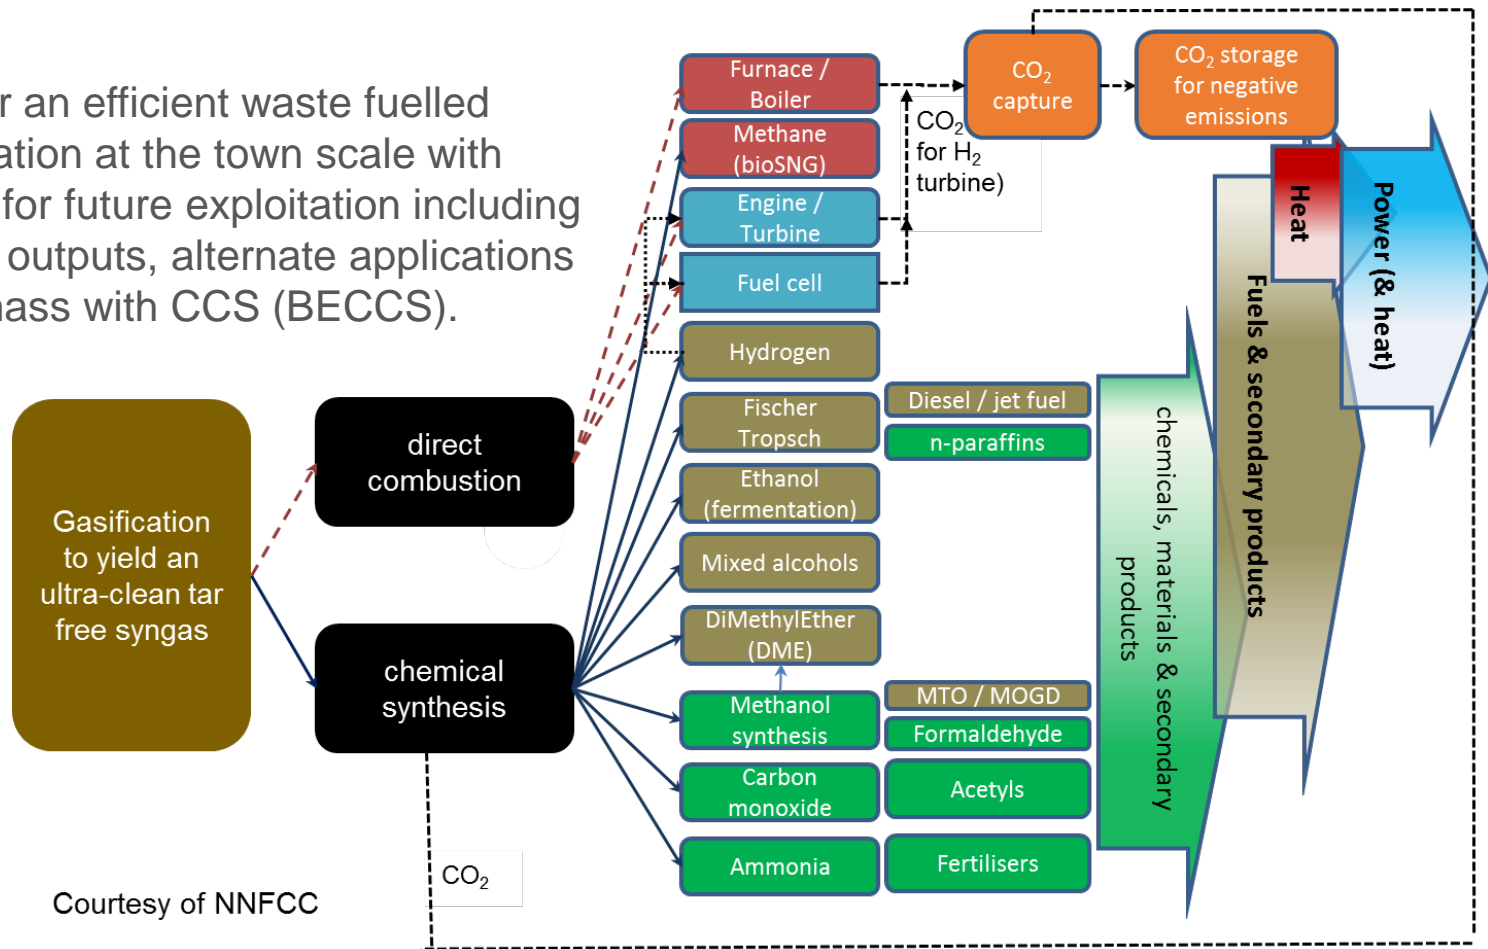 r an efficient waste fuelled
ation at the town scale with
for future exploitation including
outputs, alternate applications
mass with CCS (BECCS).
Gasification
to yield an
ultra-clean tar
free syngas
direct
combustion
chemical
synthesis
CO₂
Courtesy of NNFCC
Furnace /
Boiler
Methane
(bioSNG)
Engine /
Turbine
Fuel cell
Hydrogen
Fischer
Tropsch
Ethanol
(fermentation)
Mixed alcohols
DiMethylEther
(DME)
Methanol
synthesis
Carbon
monoxide
Ammonia
Diesel / jet fuel
n-paraffins
MTO / MOGD
Formaldehyde
Acetyls
Fertilisers
CO₂
for H₂
turbine)
CO₂
capture
CO₂ storage
for negative
emissions
chemicals, materials & secondary
products
Fuels & secondary products
Heat
Power (& heat)